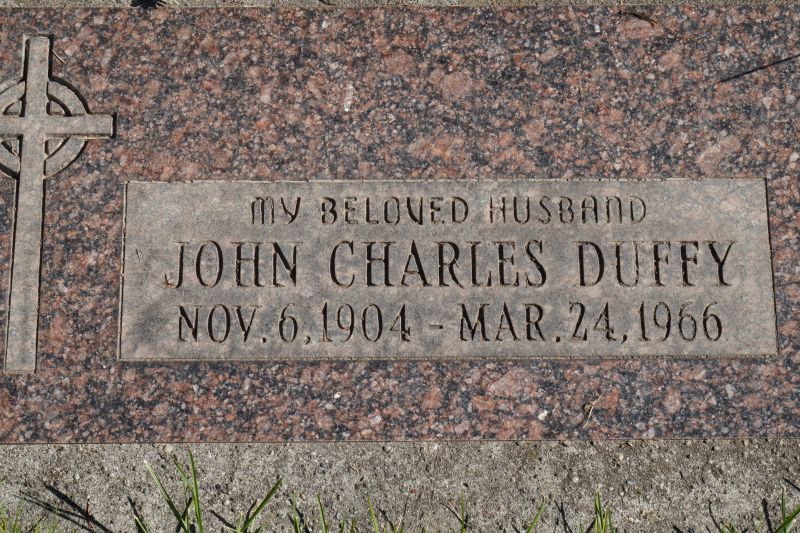 MY BELOVED HUSBAND
JOHN CHARLES DUFFY
NOV. 6, 1904 - MAR. 24, 1966